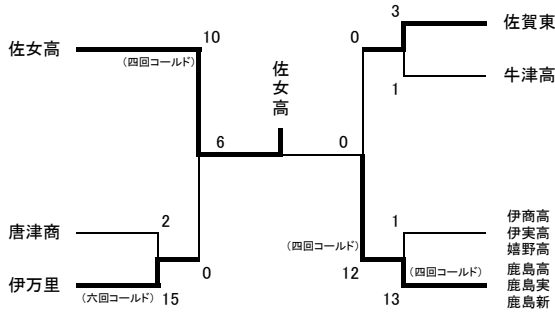 10
佐女高
(四回コールド)
佐女高
6
唐津商
2
伊万里
0
(六回コールド)
15
3
佐賀東
0
牛津高
1
0
(四回コールド)
12
1
伊商高
伊実高
嬉野高
(四回コールド)
13
鹿島高
鹿島実
鹿島新